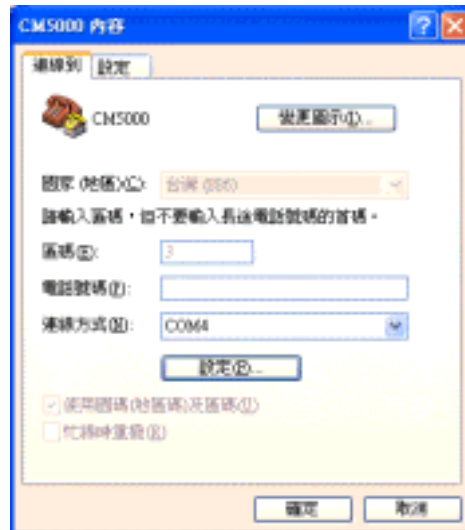 CM5000 內容
連線到 設定
CM5000 變更圖示(I)...
國家 (地區)(C): 台灣 (886)
請輸入區碼，但不要輸入長途電話號碼的首碼。
區碼(E): 3
電話號碼(P):
連線方式(N): COM4
設定(F)...
使用國碼(地區碼)及區碼(U)
忙線時重撥(R)
確定 取消